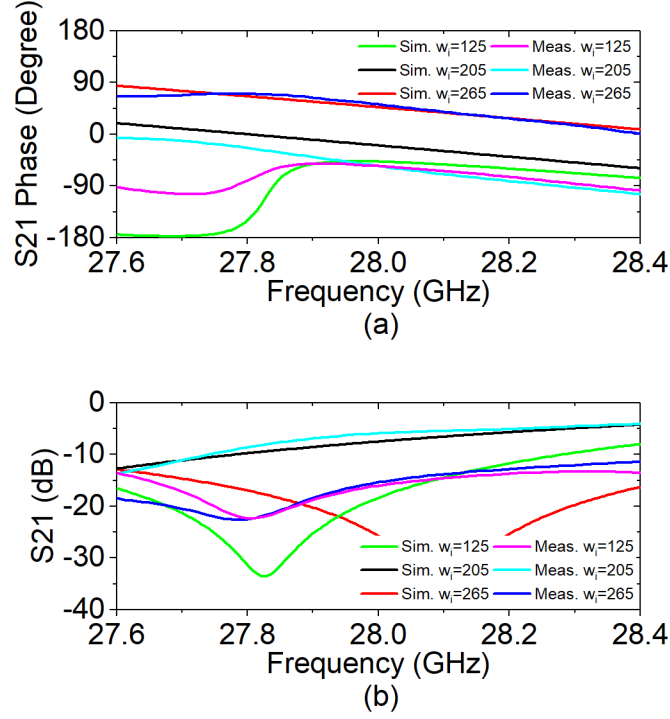 180
90
0
-90
-180
S21 Phase (Degree)
Sim. wᵢ=125 Meas. wᵢ=125
Sim. wᵢ=205 Meas. wᵢ=205
Sim. wᵢ=265 Meas. wᵢ=265
27.6 27.8 28.0 28.2 28.4
Frequency (GHz)
(a)
0
-10
-20
-30
-40
S21 (dB)
Sim. wᵢ=125 Meas. wᵢ=125
Sim. wᵢ=205 Meas. wᵢ=205
Sim. wᵢ=265 Meas. wᵢ=265
27.6 27.8 28.0 28.2 28.4
Frequency (GHz)
(b)